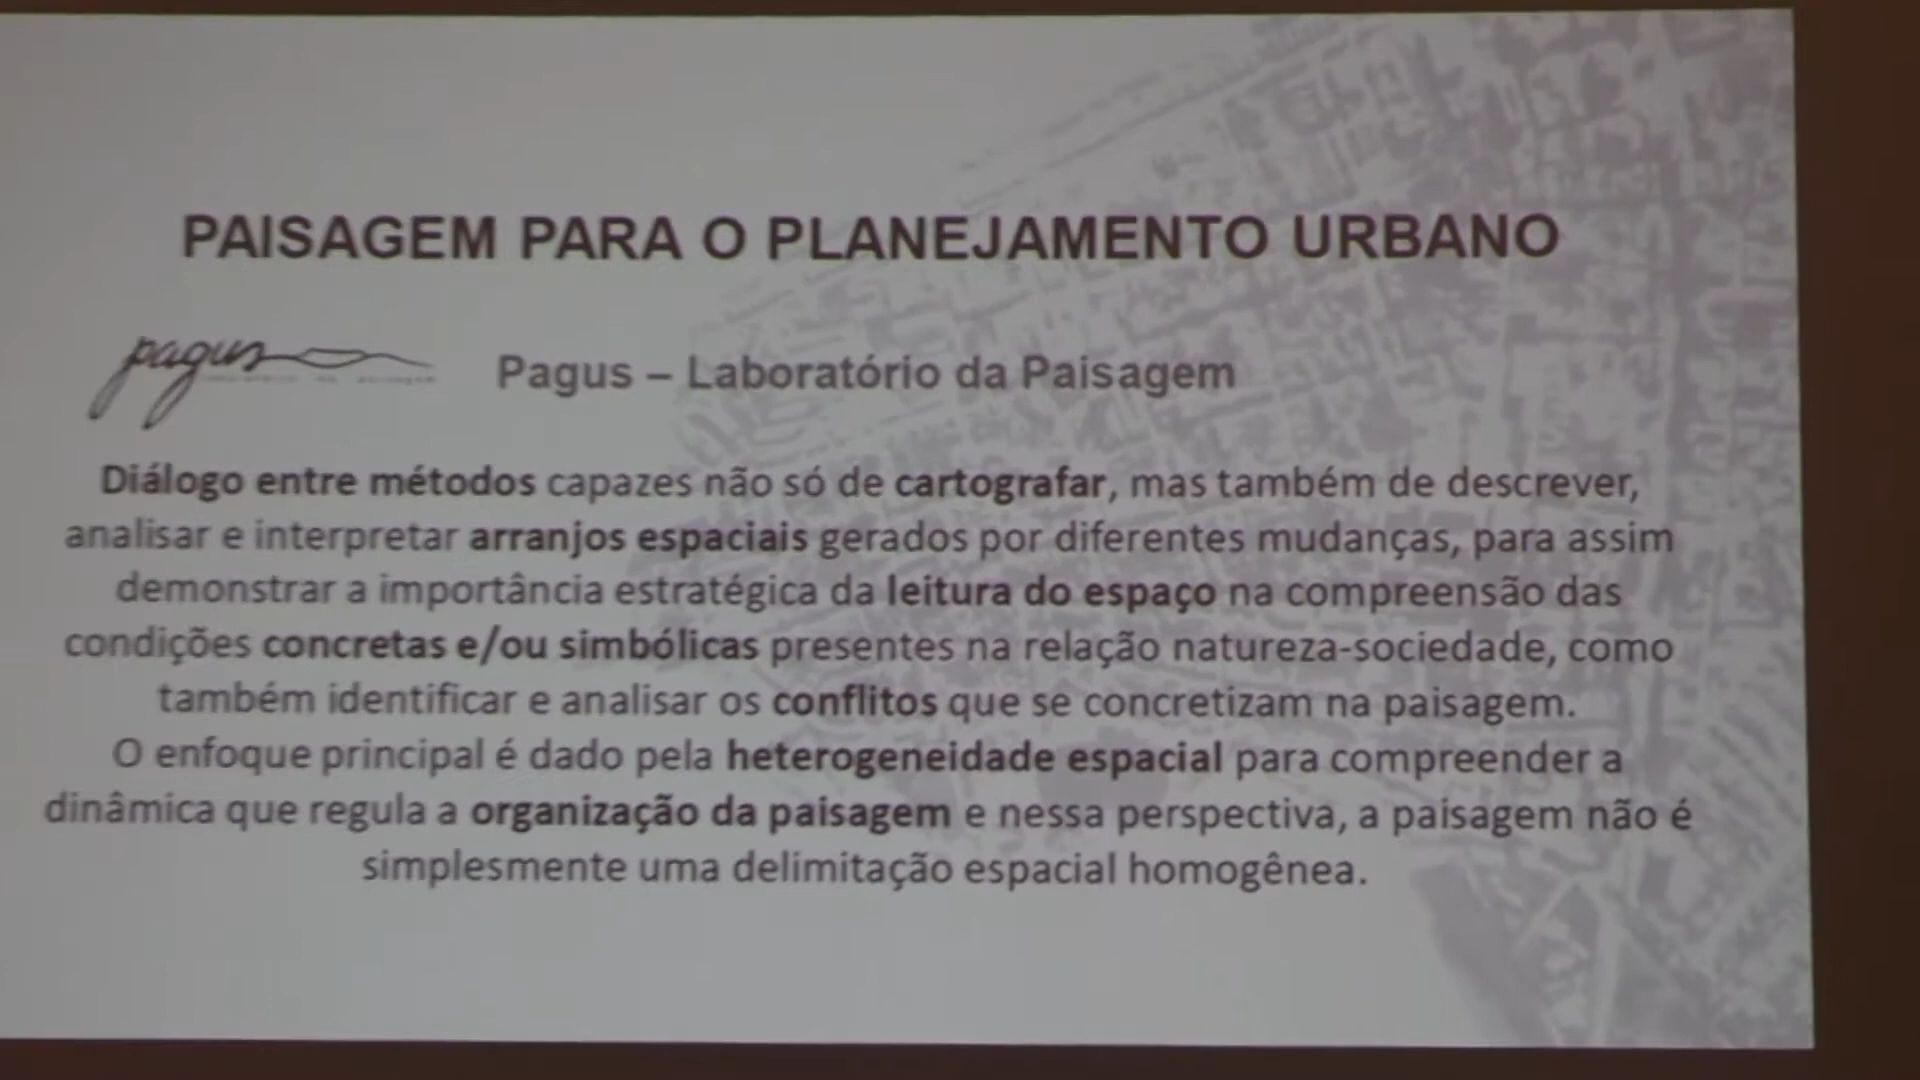 PAISAGEM PARA O PLANEJAMENTO URBANO
pagus
Pagus – Laboratório da Paisagem
Diálogo entre métodos capazes não só de cartografar, mas também de descrever,
analisar e interpretar arranjos espaciais gerados por diferentes mudanças, para assim
demonstrar a importância estratégica da leitura do espaço na compreensão das
condições concretas e/ou simbólicas presentes na relação natureza-sociedade, como
também identificar e analisar os conflitos que se concretizam na paisagem.
O enfoque principal é dado pela heterogeneidade espacial para compreender a
dinâmica que regula a organização da paisagem e nessa perspectiva, a paisagem não é
simplesmente uma delimitação espacial homogênea.